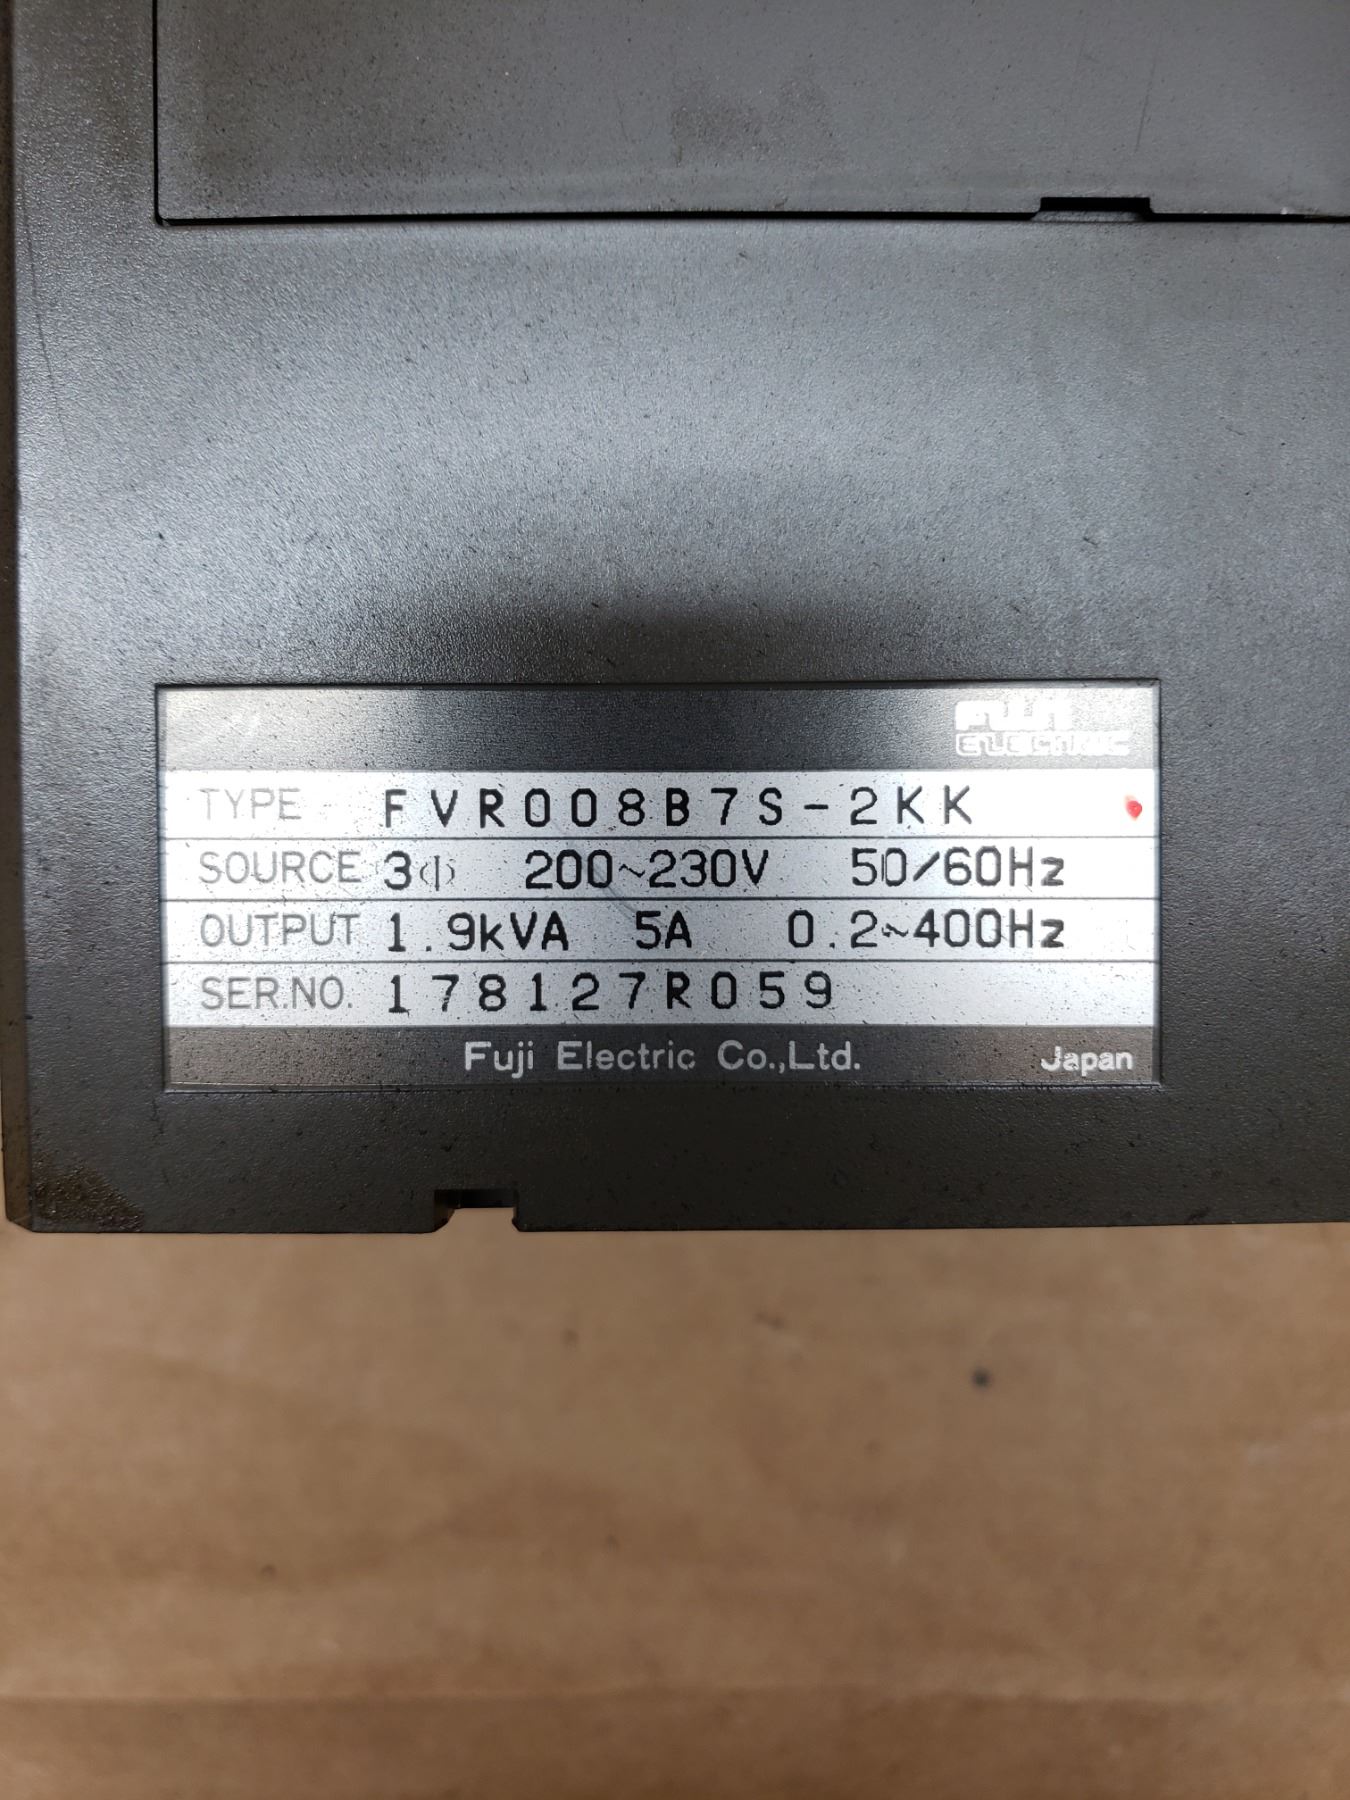 FUJI
ELECTRIC
TYPE FVR008B7S-2KK
SOURCE 3Φ 200~230V 50/60Hz
OUTPUT 1.9kVA 5A 0.2~400Hz
SER.NO. 178127R059
Fuji Electric Co.,Ltd. Japan